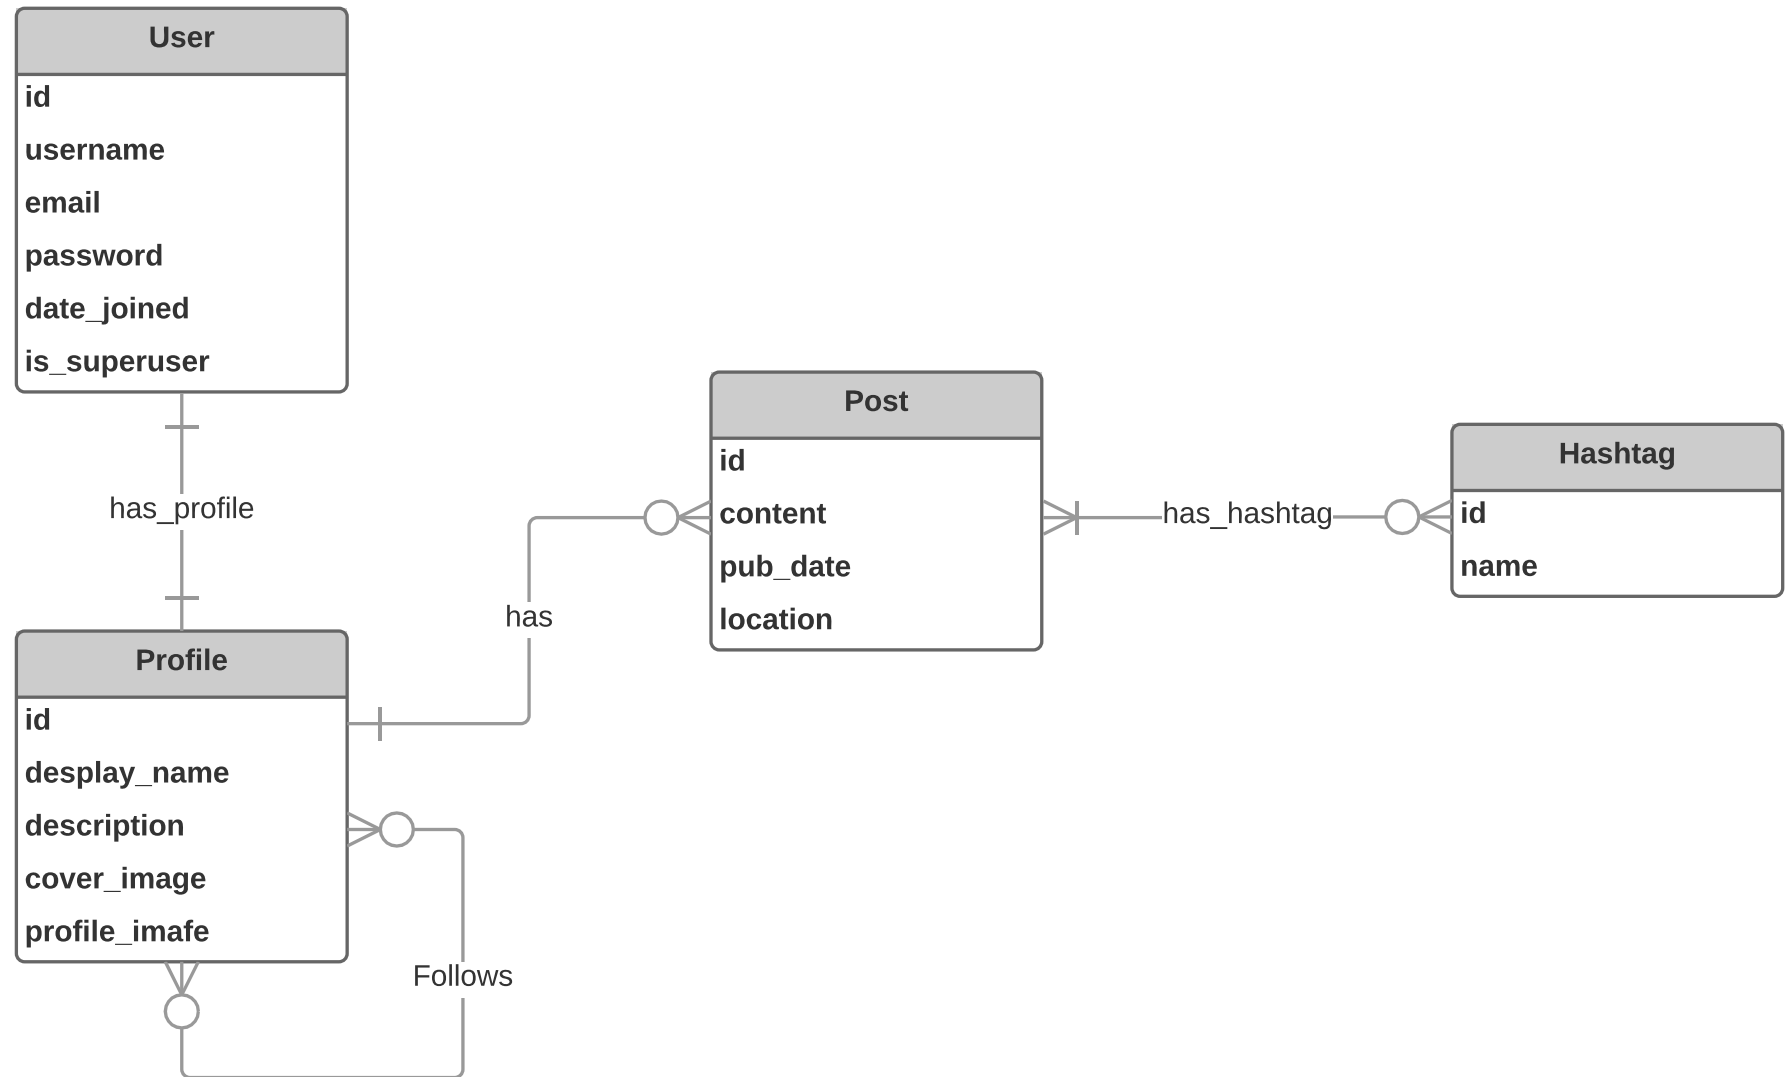 User
id
username
email
password
date_joined
is_superuser
has_profile
Profile
id
desplay_name
description
cover_image
profile_imafe
Follows
has
Post
id
content
pub_date
location
has_hashtag
Hashtag
id
name